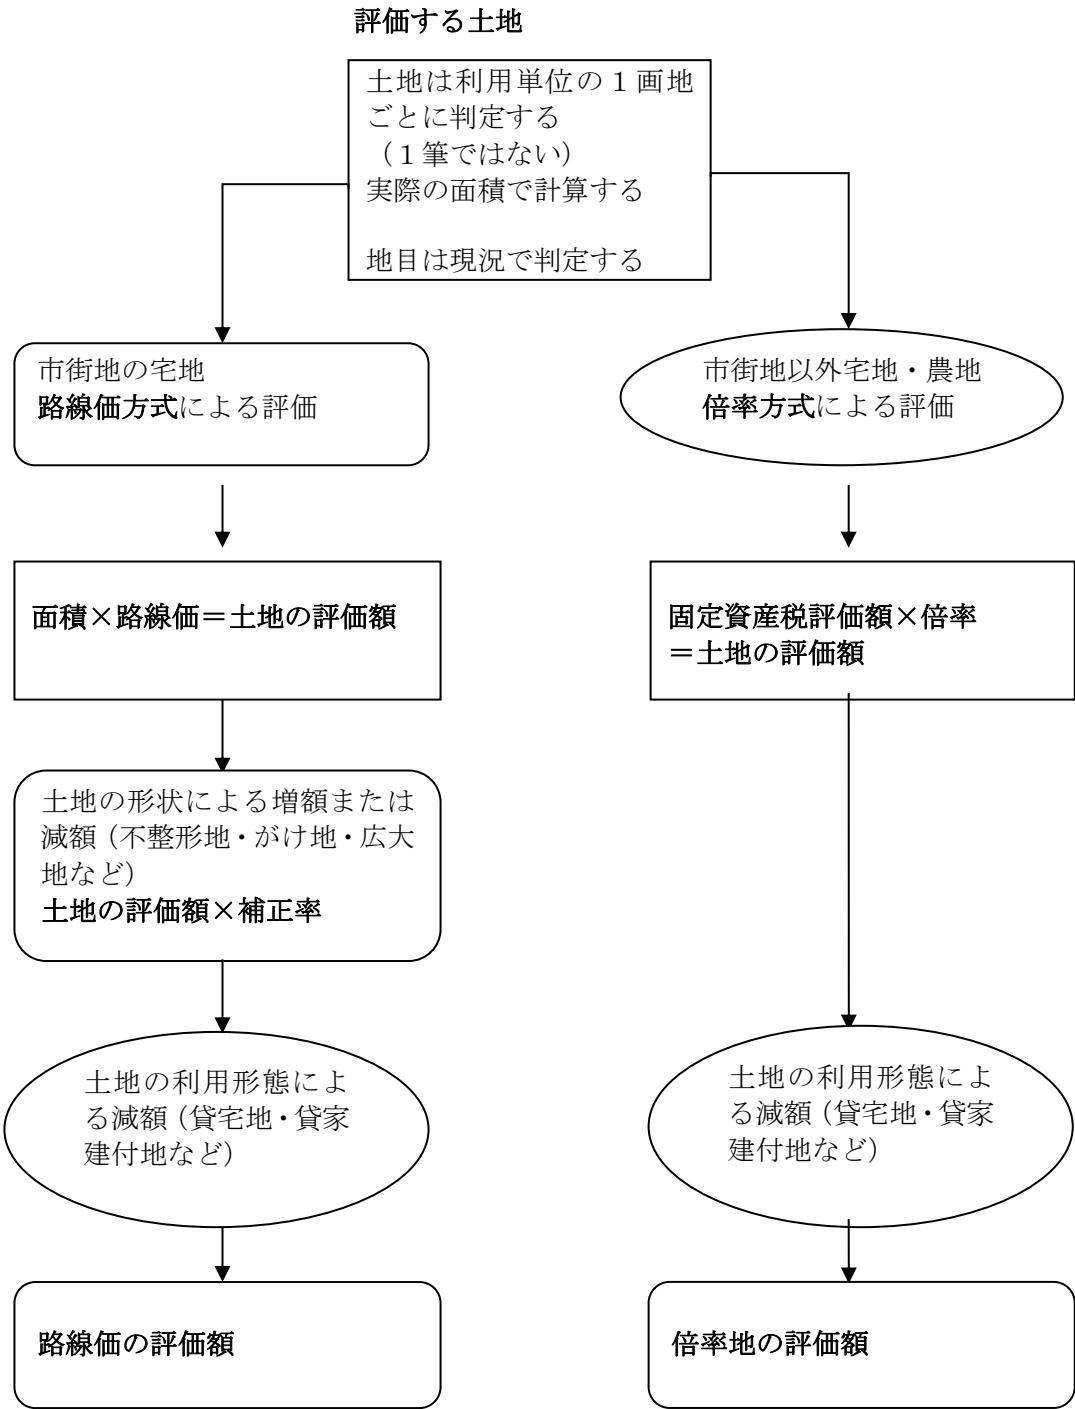 評価する土地
土地は利用単位の1画地
ごとに判定する
(1筆ではない)
実際の面積で計算する
地目は現況で判定する
市街地の宅地
路線価方式による評価
市街地以外宅地・農地
倍率方式による評価
面積×路線価=土地の評価額
固定資産税評価額×倍率
=土地の評価額
土地の形状による増額または
減額(不整形地・がけ地・広大
地など)
土地の評価額×補正率
土地の利用形態によ
る減額(貸宅地・貸家
建付地など)
土地の利用形態によ
る減額(貸宅地・貸家
建付地など)
路線価の評価額
倍率地の評価額